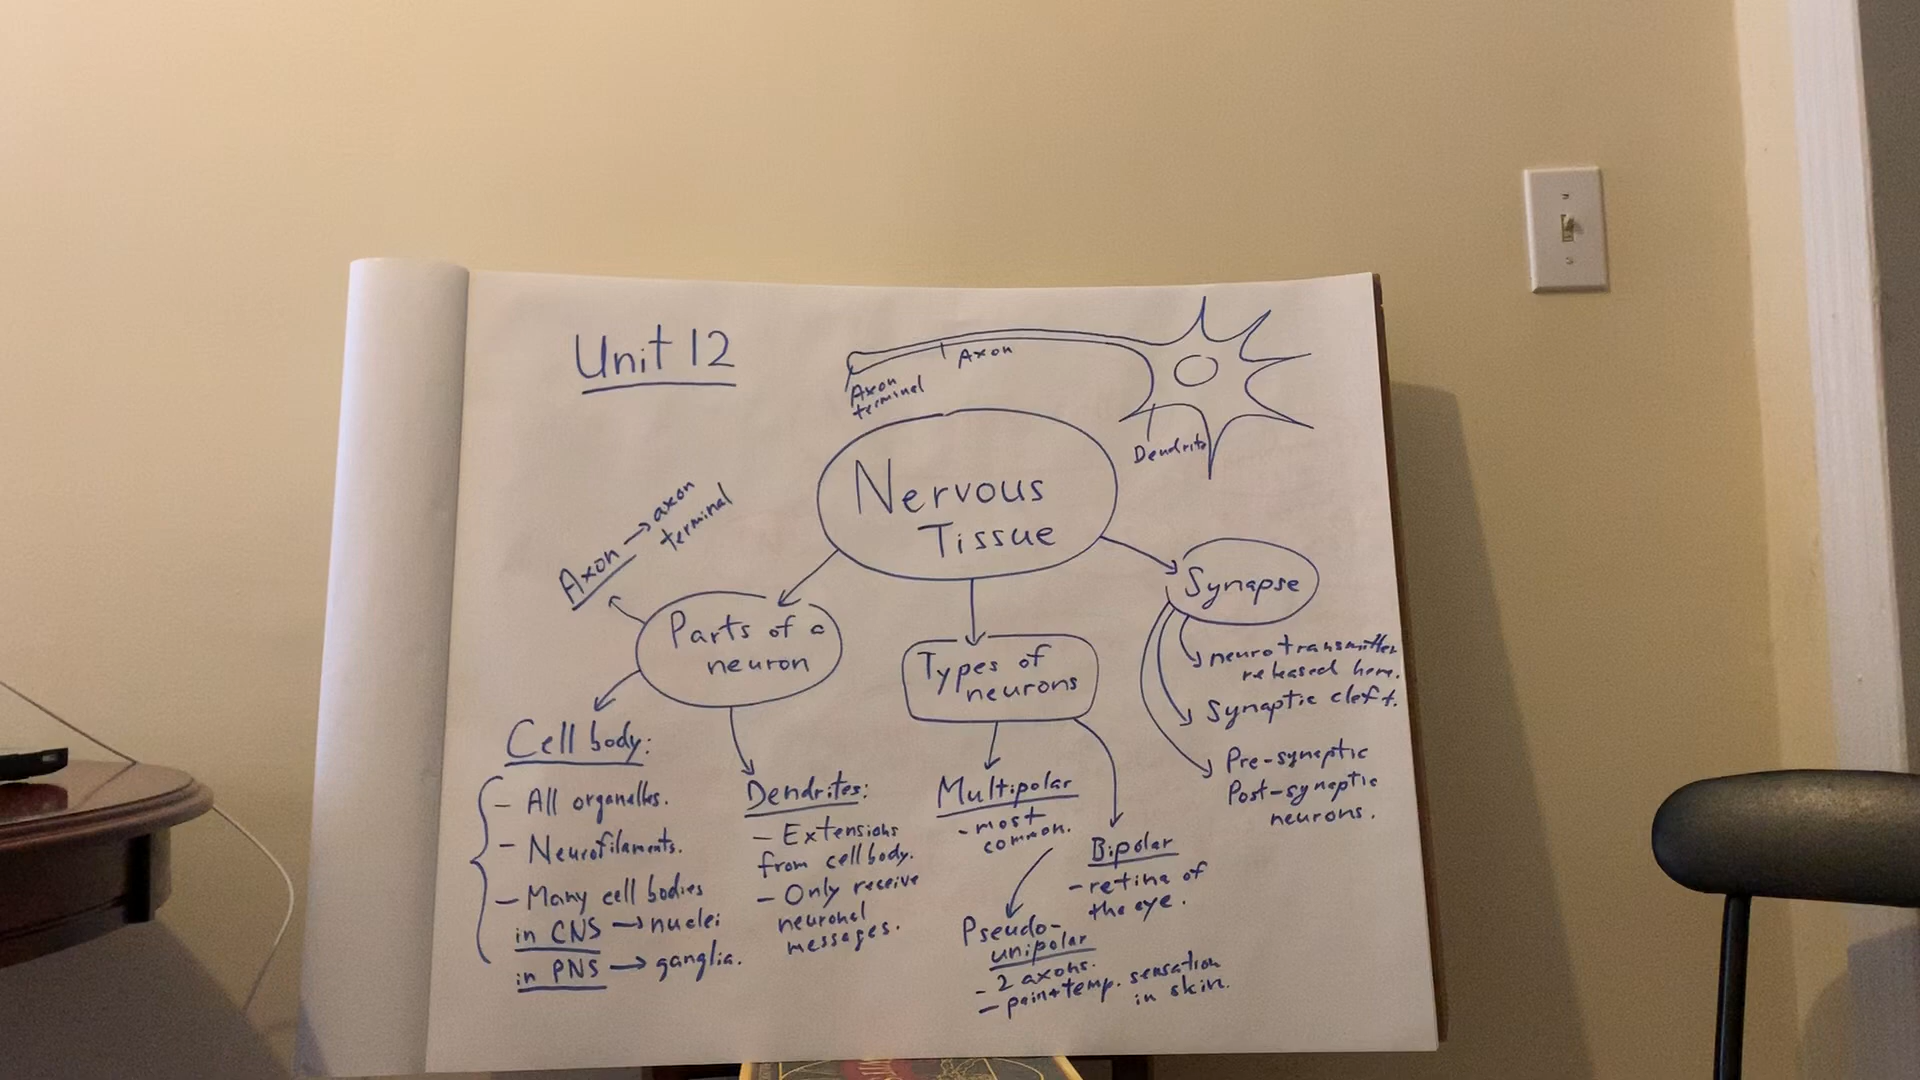 Unit 12
Axon
Axon
terminal
Dendrite
Nervous
Tissue
Axon → axon
terminal
Parts of a
neuron
Cell body:
- All organelles.
- Neurofilaments.
- Many cell bodies
in CNS → nuclei
in PNS → ganglia.
Dendrites:
- Extensions
from cell body.
- Only receive
neuronal
messages.
Types of
neurons
Multipolar
- most
common.
Bipolar
- retina of
the eye.
Pseudo-
unipolar
- 2 axons.
- pain + temp. sensation
in skin.
Synapse
neurotransmitter
released here.
Synaptic cleft.
Pre-synaptic
Post-synaptic
neurons.